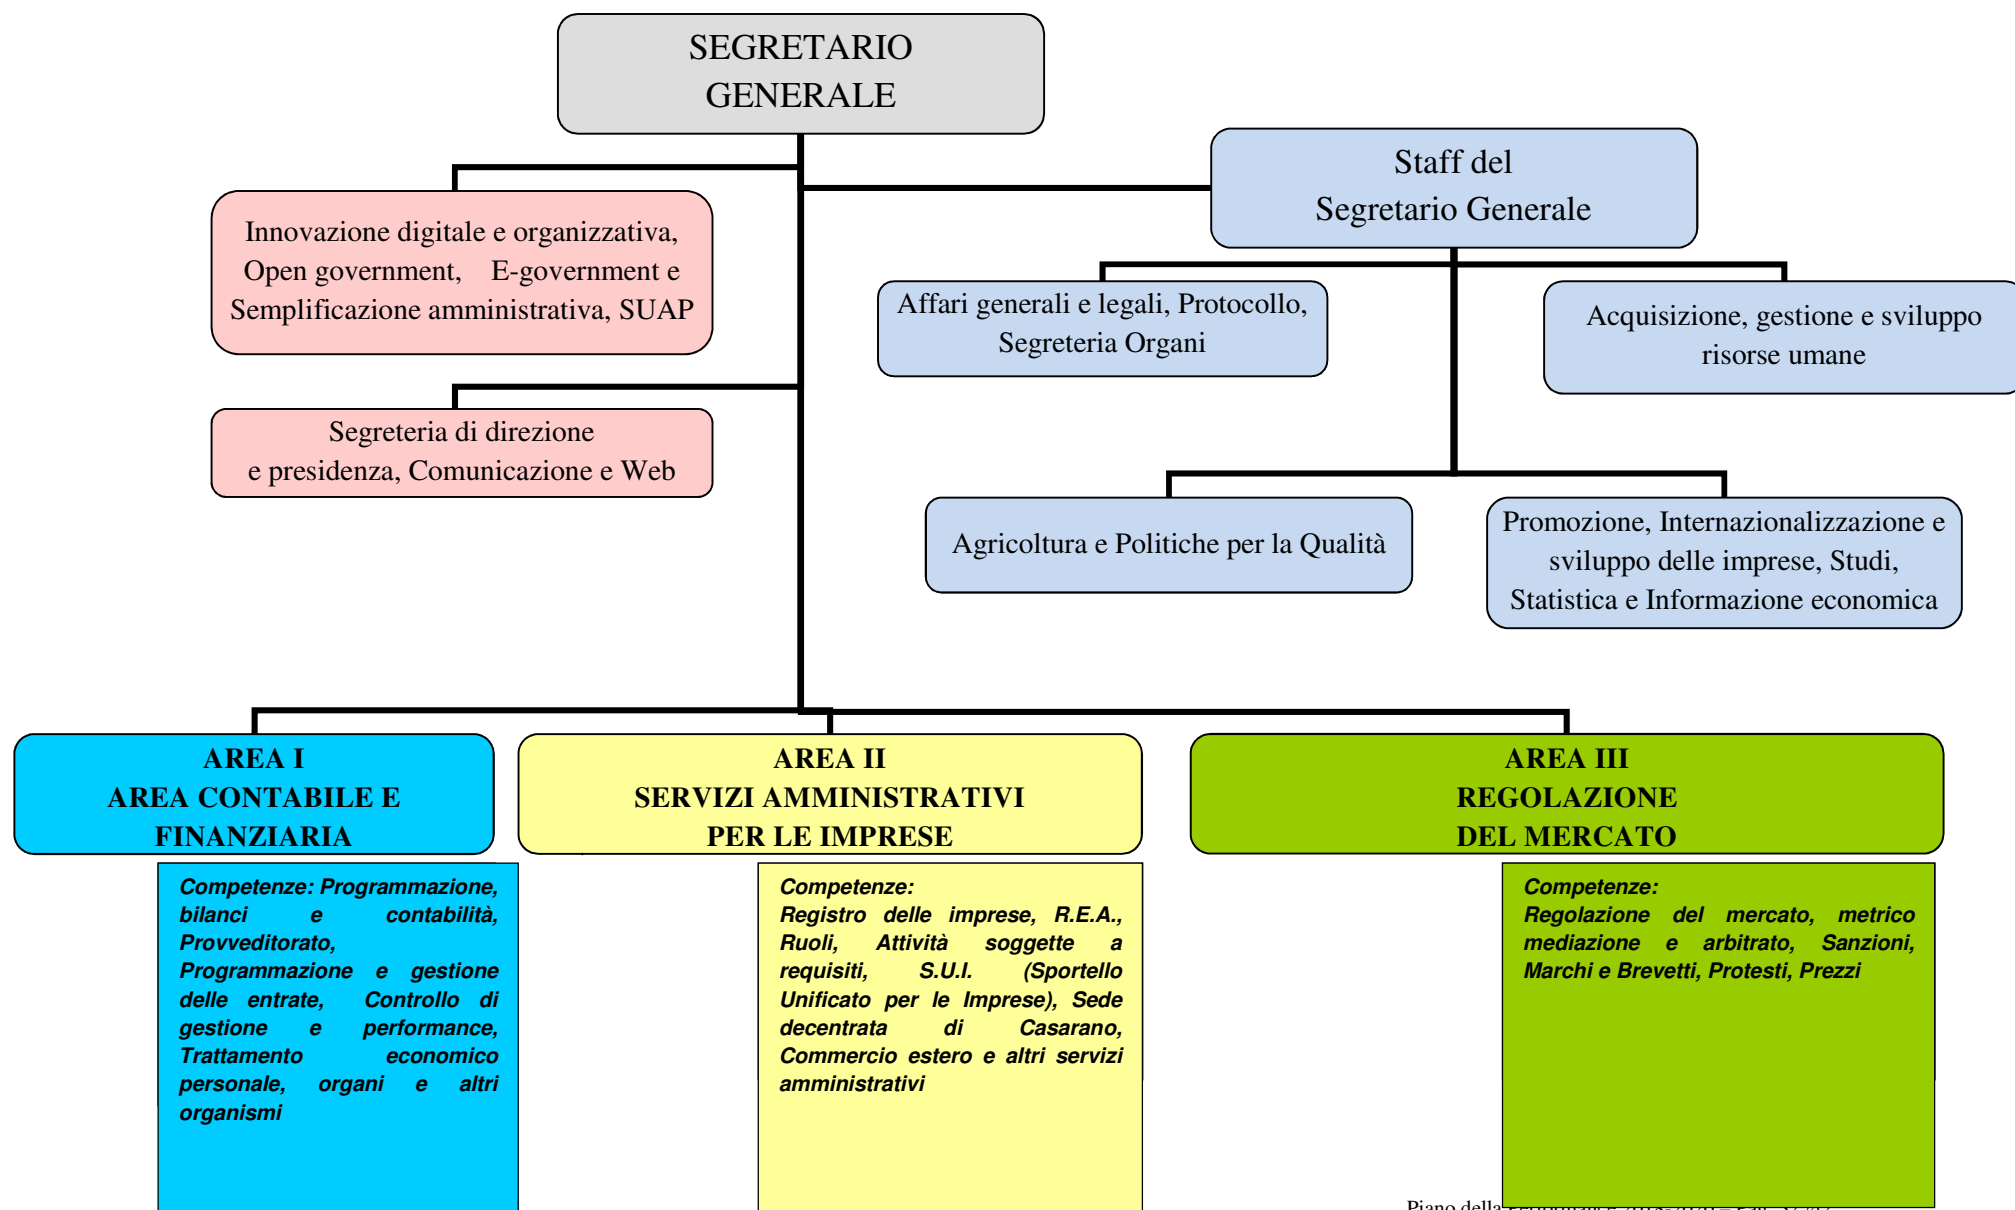 SEGRETARIO
GENERALE
Staff del
Segretario Generale
Innovazione digitale e organizzativa,
Open government, E-government e
Semplificazione amministrativa, SUAP
Affari generali e legali, Protocollo,
Segreteria Organi
Acquisizione, gestione e sviluppo
risorse umane
Segreteria di direzione
e presidenza, Comunicazione e Web
Agricoltura e Politiche per la Qualità
Promozione, Internazionalizzazione e
sviluppo delle imprese, Studi,
Statistica e Informazione economica
AREA I
AREA CONTABILE E
FINANZIARIA
AREA II
SERVIZI AMMINISTRATIVI
PER LE IMPRESE
AREA III
REGOLAZIONE
DEL MERCATO
Competenze: Programmazione,
bilanci e contabilità,
Provveditorato,
Programmazione e gestione
delle entrate, Controllo di
gestione e performance,
Trattamento economico
personale, organi e altri
organismi
Competenze:
Registro delle imprese, R.E.A.,
Ruoli, Attività soggette a
requisiti, S.U.I. (Sportello
Unificato per le Imprese), Sede
decentrata di Casarano,
Commercio estero e altri servizi
amministrativi
Competenze:
Regolazione del mercato, metrico
mediazione e arbitrato, Sanzioni,
Marchi e Brevetti, Protesti, Prezzi
Piano della